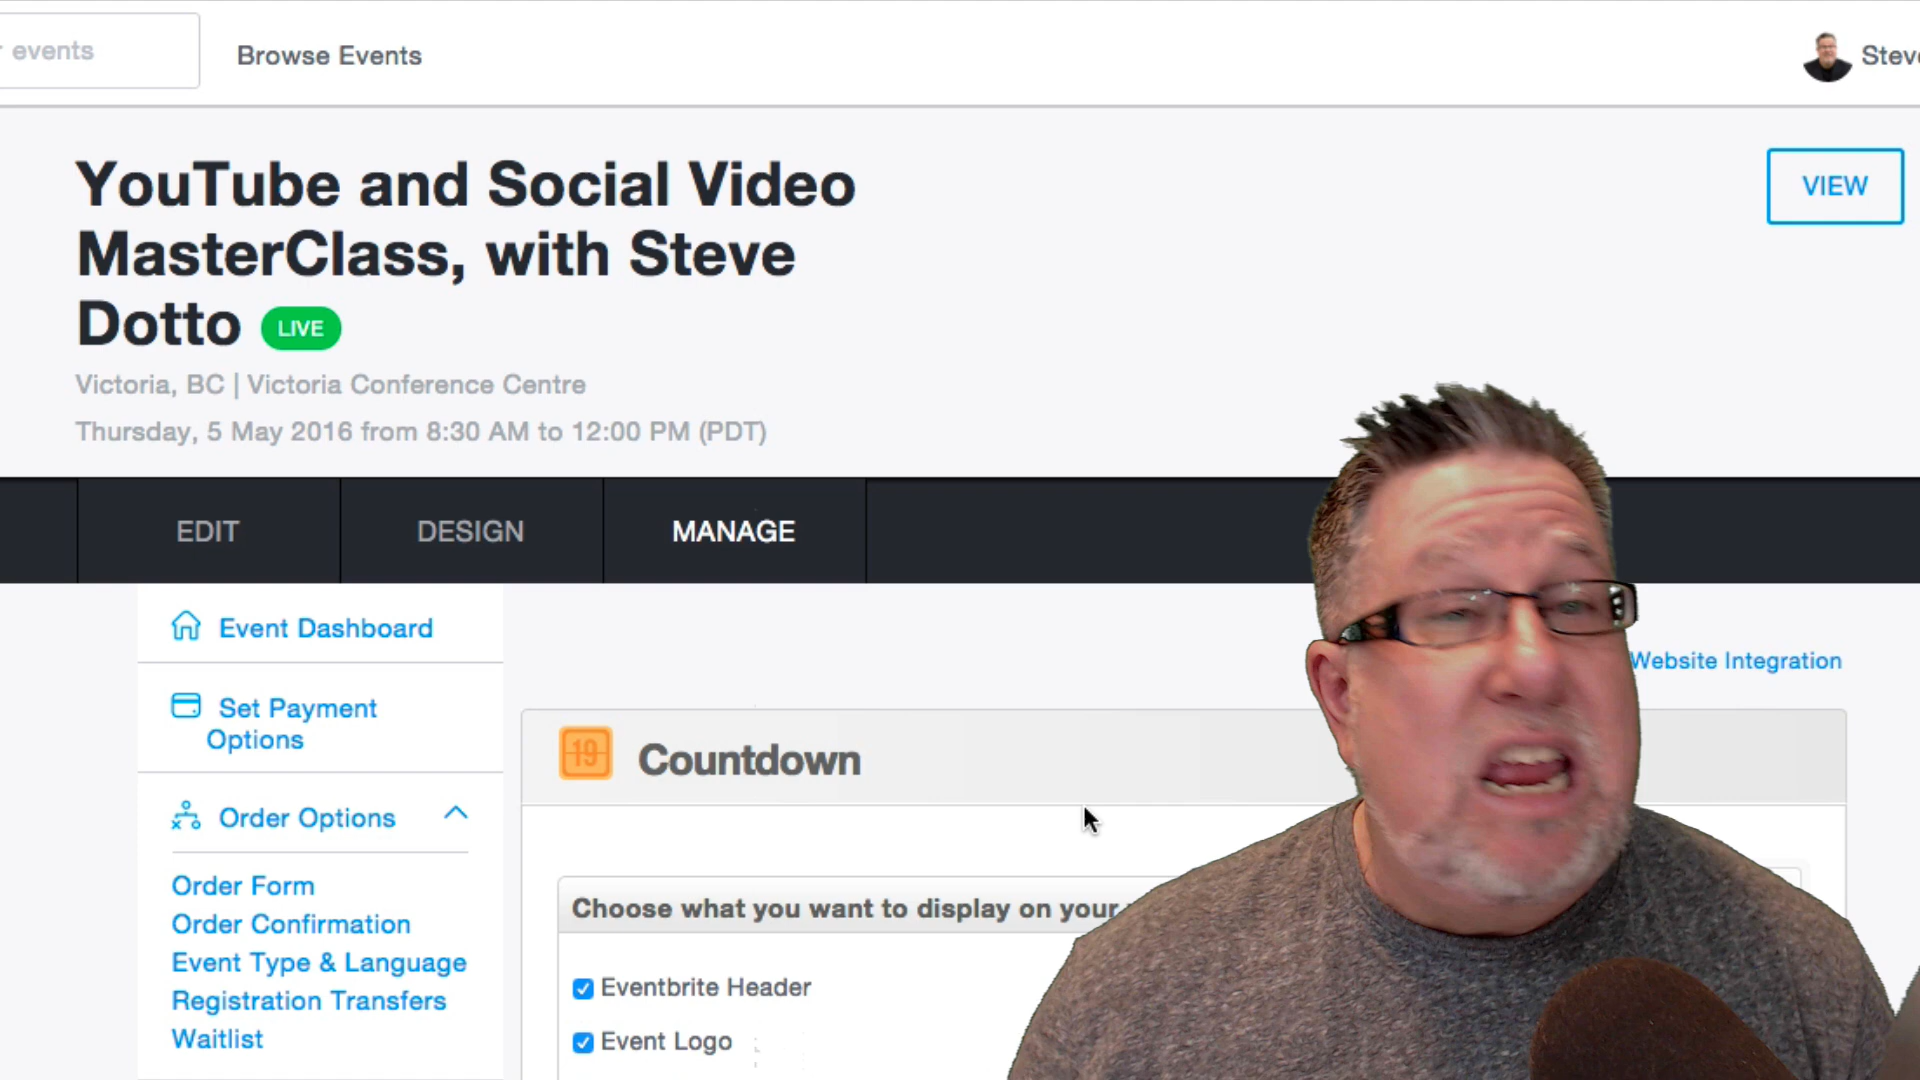 events
Browse Events
YouTube and Social Video
MasterClass, with Steve
Dotto LIVE
Victoria, BC | Victoria Conference Centre
Thursday, 5 May 2016 from 8:30 AM to 12:00 PM (PDT)
VIEW
EDIT
DESIGN
MANAGE
Event Dashboard
Set Payment
Options
Order Options
Order Form
Order Confirmation
Event Type & Language
Registration Transfers
Waitlist
Website Integration
19
Countdown
Choose what you want to display on your
Eventbrite Header
Event Logo